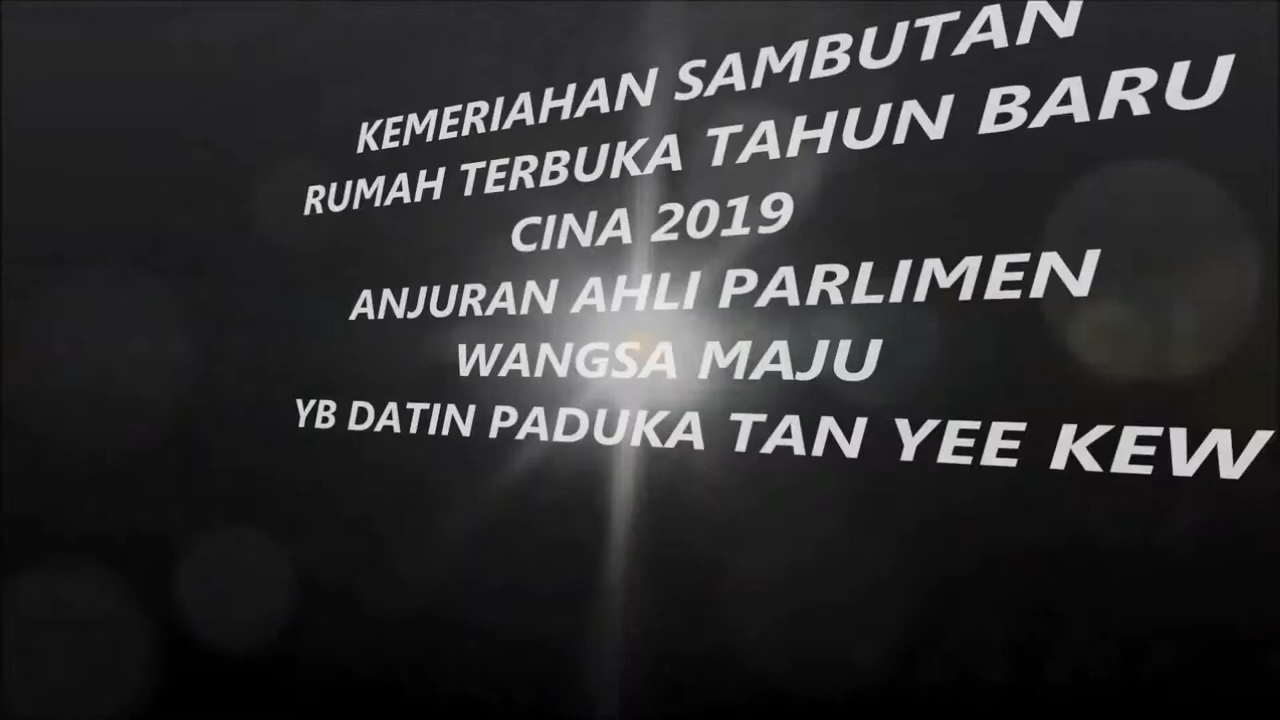 KEMERIAHAN SAMBUTAN
RUMAH TERBUKA TAHUN BARU
CINA 2019
ANJURAN AHLI PARLIMEN
WANGSA MAJU
YB DATIN PADUKA TAN YEE KEW